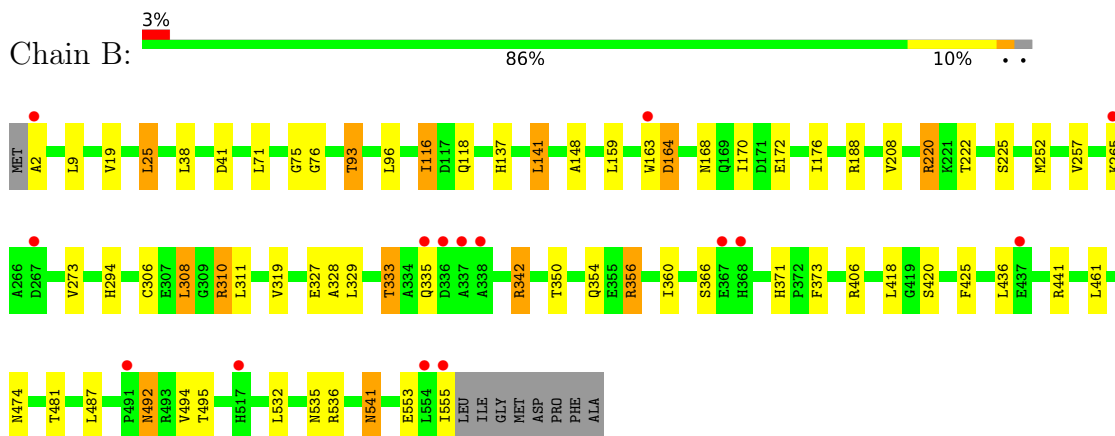 3%
Chain B:
86% 10% • •
MET A2 L9 V19 L25 L38 D41 L71 G75 G76 T93 L96 I116 D117 Q118 H137 L141 A148 L159 W163 D164 N168 Q169 I170 D171 E172 I176 R188 V208 R220 K221 T222 S225 M252 V257 K265
A266 D267 V273 H294 C306 E307 L308 G309 R310 L311 V319 E327 A328 L329 T333 A334 Q335 D336 A337 A338 R342 T350 Q354 E355 R356 I360 S366 E367 H368 H371 P372 F373 R406 L418 G419 S420 F425 L436 E437 R441 L461
N474 T481 L487 P491 N492 R493 V494 T495 H517 L532 N535 R536 N541 E553 L554 I555 LEU ILE GLY MET ASP PRO PHE ALA